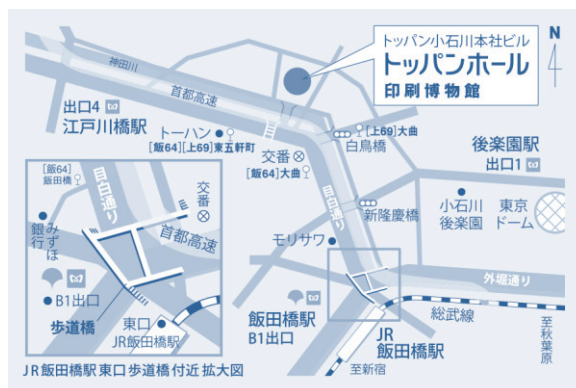 トッパン小石川本社ビル
トッパンホール
印刷博物館
N
神田川
首都高速
出口4
江戸川橋駅
トーハン
[飯64][上69]東五軒町
交番
[飯64]大曲
[上69]大曲
白鳥橋
後楽園駅
出口1
目白通り
新隆慶橋
小石川
後楽園
東京
ドーム
モリサワ
外堀通り
飯田橋駅
B1出口
総武線
JR
飯田橋駅
至新宿
至秋葉原
[飯64]
飯田橋
目白通り
交番
みずほ
銀行
首都高速
B1出口
歩道橋
東口
JR飯田橋駅
JR飯田橋駅東口歩道橋付近拡大図